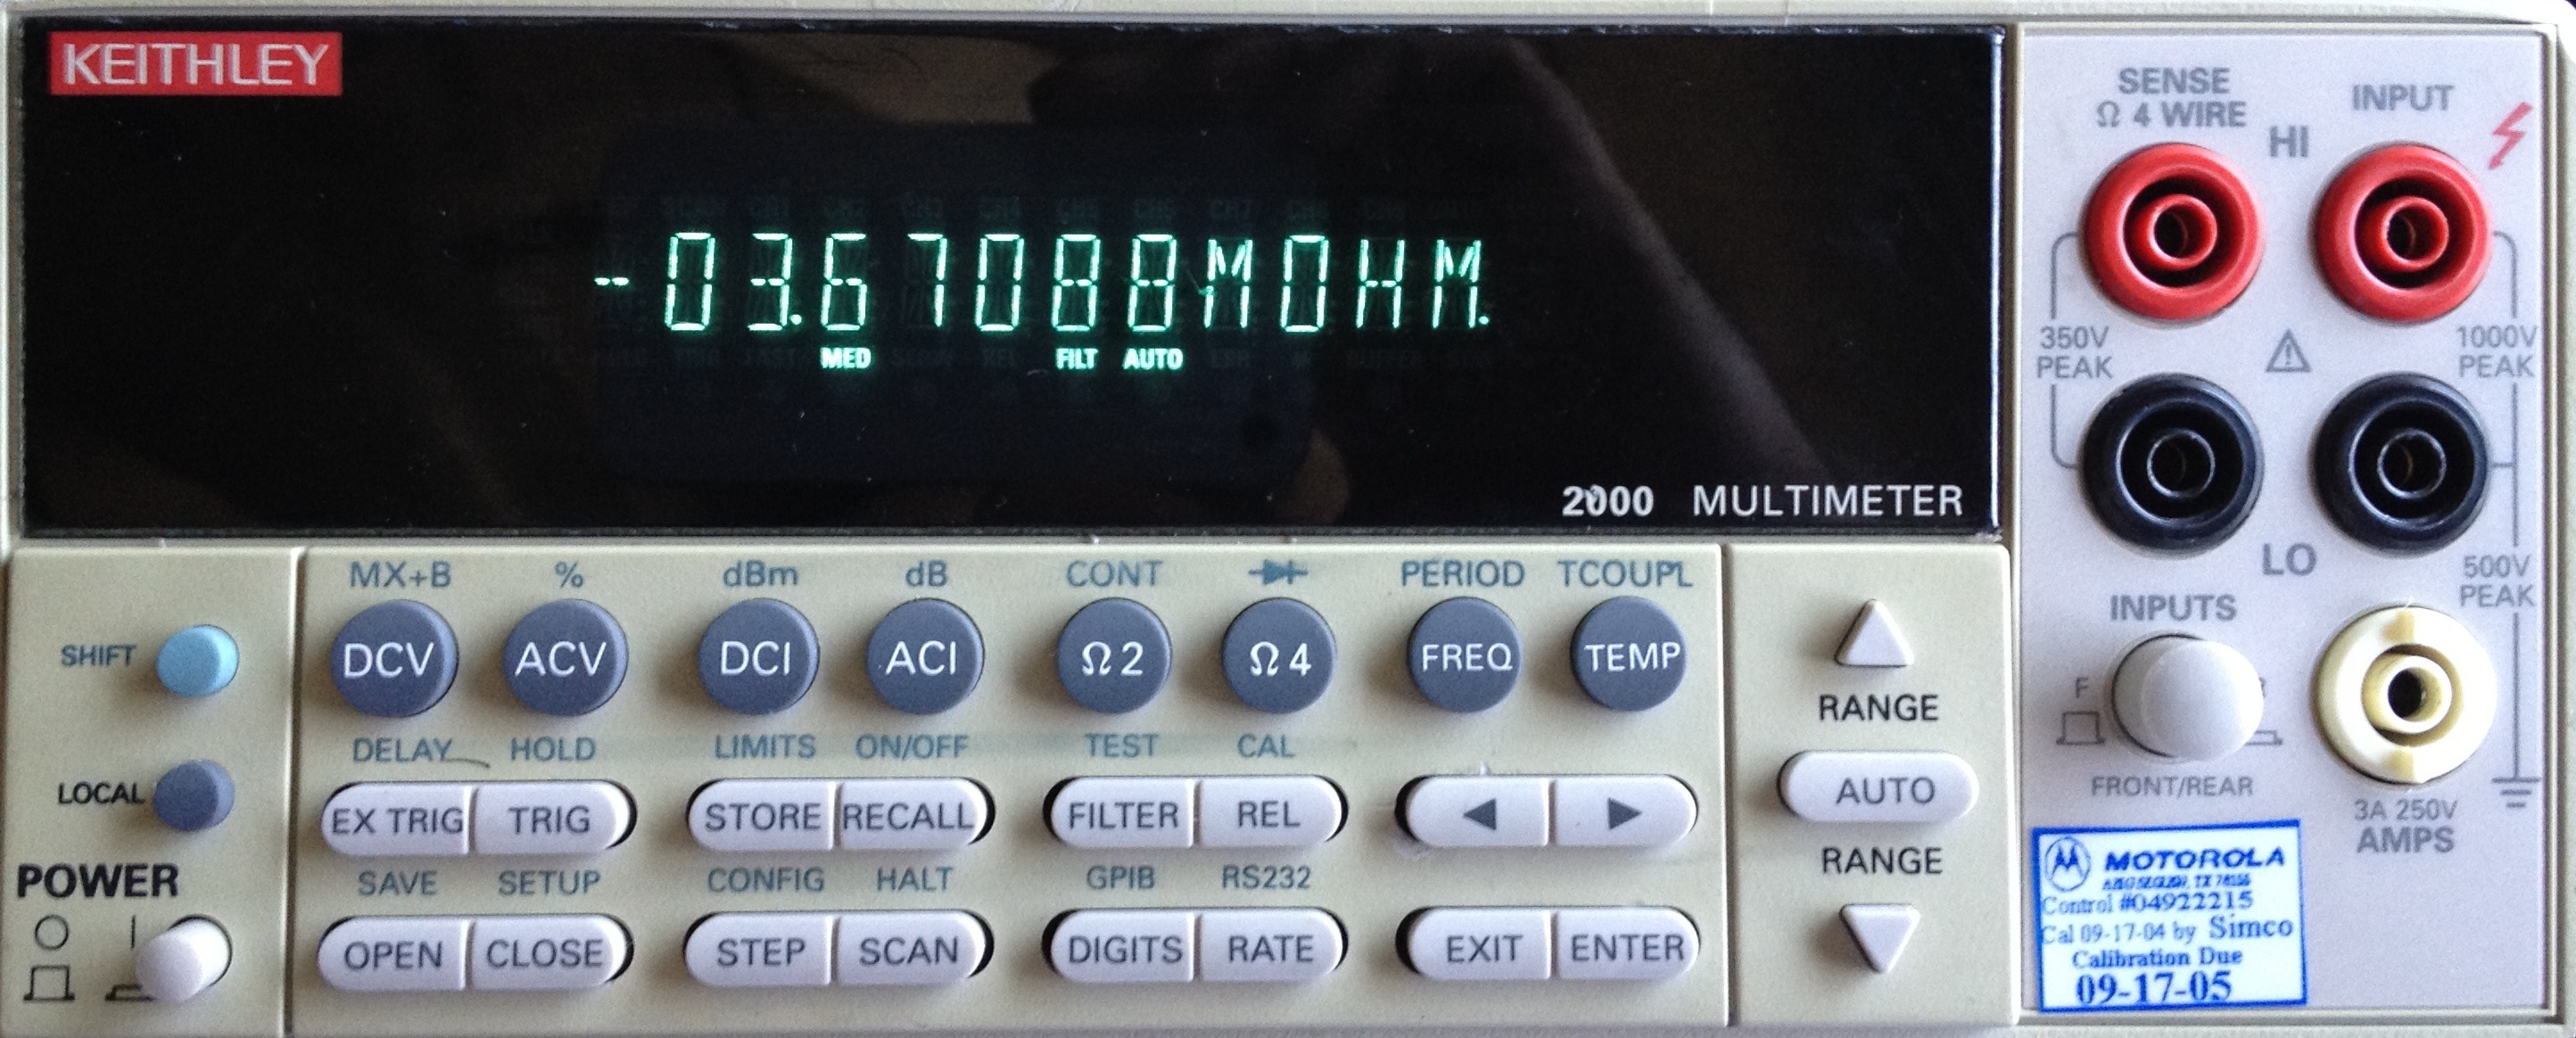 KEITHLEY
-03.67088MOHM.
MED FILT AUTO
2000 MULTIMETER
SENSE
Ω 4 WIRE
INPUT
HI
350V
PEAK
1000V
PEAK
LO
500V
PEAK
INPUTS
F
FRONT/REAR
3A 250V
AMPS
MX+B % dBm dB CONT PERIOD TCOUPL
SHIFT DCV ACV DCI ACI Ω2 Ω4 FREQ TEMP
RANGE
DELAY HOLD LIMITS ON/OFF TEST CAL
LOCAL EX TRIG TRIG STORE RECALL FILTER REL ◀ ▶ AUTO
RANGE
POWER SAVE SETUP CONFIG HALT GPIB RS232
OPEN CLOSE STEP SCAN DIGITS RATE EXIT ENTER
MOTOROLA
TX
Control #04922215
Cal 09-17-04 by Simco
Calibration Due
09-17-05